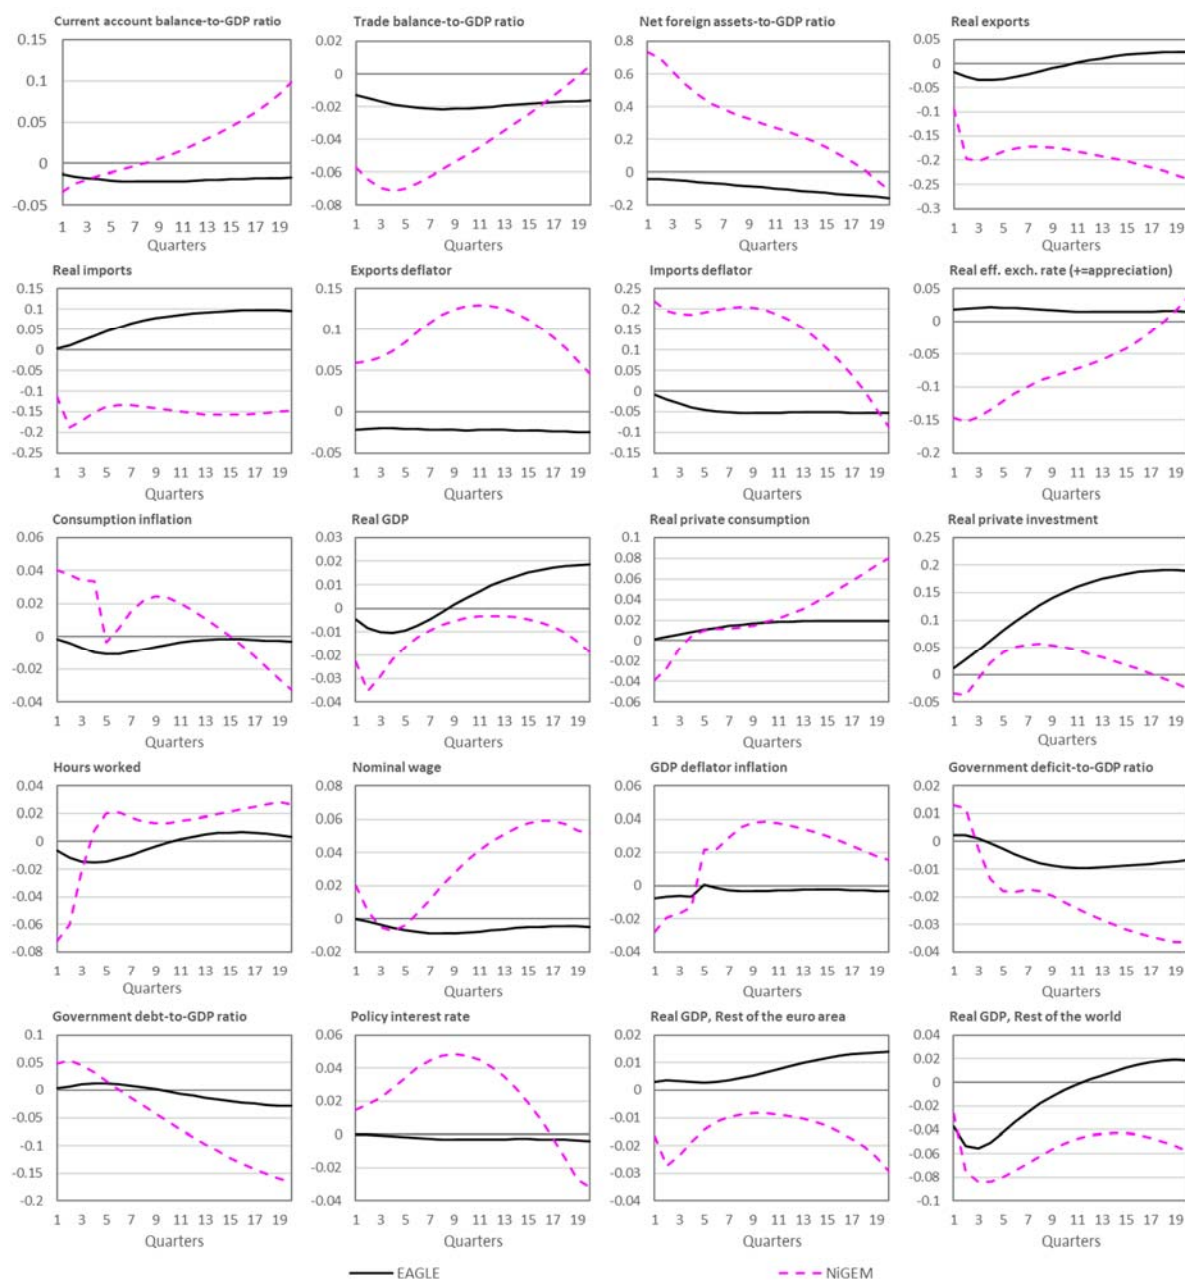 Current account balance-to-GDP ratio
0.15
0.1
0.05
0
-0.05
1 3 5 7 9 11 13 15 17 19
Quarters
Trade balance-to-GDP ratio
0.02
0
-0.02
-0.04
-0.06
-0.08
1 3 5 7 9 11 13 15 17 19
Quarters
Net foreign assets-to-GDP ratio
0.8
0.6
0.4
0.2
0
-0.2
1 3 5 7 9 11 13 15 17 19
Quarters
Real exports
0.05
0
-0.05
-0.1
-0.15
-0.2
-0.25
-0.3
1 3 5 7 9 11 13 15 17 19
Quarters
Real imports
0.15
0.1
0.05
0
-0.05
-0.1
-0.15
-0.2
-0.25
1 3 5 7 9 11 13 15 17 19
Quarters
Exports deflator
0.15
0.1
0.05
0
-0.05
1 3 5 7 9 11 13 15 17 19
Quarters
Imports deflator
0.25
0.2
0.15
0.1
0.05
0
-0.05
-0.1
-0.15
1 3 5 7 9 11 13 15 17 19
Quarters
Real eff. exch. rate (+=appreciation)
0.05
0
-0.05
-0.1
-0.15
-0.2
1 3 5 7 9 11 13 15 17 19
Quarters
Consumption inflation
0.06
0.04
0.02
0
-0.02
-0.04
1 3 5 7 9 11 13 15 17 19
Quarters
Real GDP
0.03
0.02
0.01
0
-0.01
-0.02
-0.03
-0.04
1 3 5 7 9 11 13 15 17 19
Quarters
Real private consumption
0.1
0.08
0.06
0.04
0.02
0
-0.02
-0.04
-0.06
1 3 5 7 9 11 13 15 17 19
Quarters
Real private investment
0.25
0.20
0.15
0.1
0.05
0
-0.05
1 3 5 7 9 11 13 15 17 19
Quarters
Hours worked
0.04
0.02
0
-0.02
-0.04
-0.06
-0.08
1 3 5 7 9 11 13 15 17 19
Quarters
Nominal wage
0.08
0.06
0.04
0.02
0
-0.02
1 3 5 7 9 11 13 15 17 19
Quarters
GDP deflator inflation
0.06
0.04
0.02
0
-0.02
-0.04
1 3 5 7 9 11 13 15 17 19
Quarters
Government deficit-to-GDP ratio
0.02
0.01
0
-0.01
-0.02
-0.03
-0.04
1 3 5 7 9 11 13 15 17 19
Quarters
Government debt-to-GDP ratio
0.1
0.05
0
-0.05
-0.1
-0.15
-0.2
1 3 5 7 9 11 13 15 17 19
Quarters
Policy interest rate
0.06
0.04
0.02
0
-0.02
-0.04
1 3 5 7 9 11 13 15 17 19
Quarters
Real GDP, Rest of the euro area
0.02
0.01
0
-0.01
-0.02
-0.03
-0.04
1 3 5 7 9 11 13 15 17 19
Quarters
Real GDP, Rest of the world
0.04
0.02
0
-0.02
-0.04
-0.06
-0.08
-0.1
1 3 5 7 9 11 13 15 17 19
Quarters
EAGLE
NiGEM